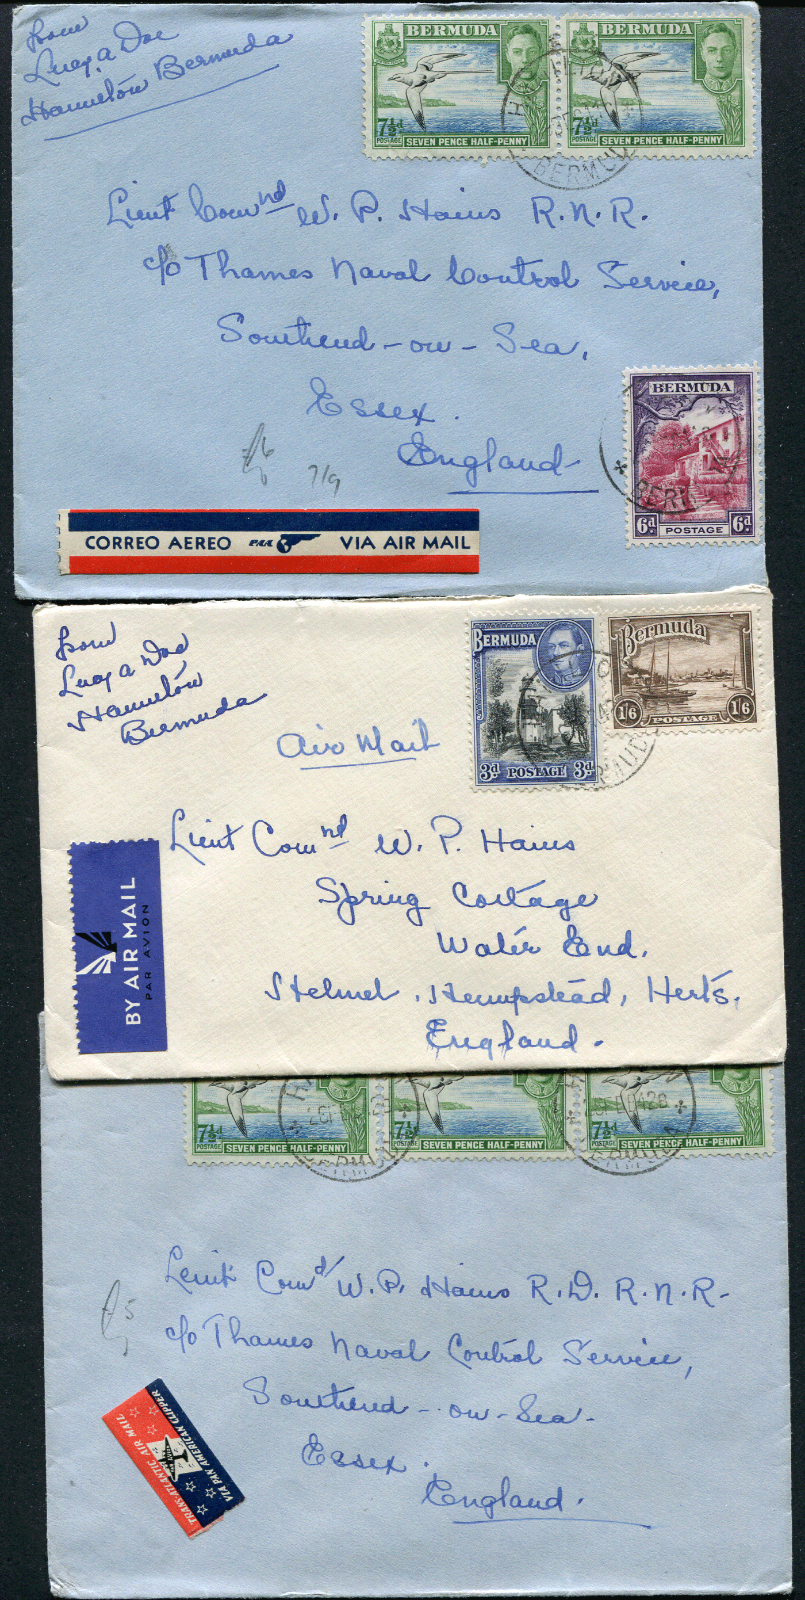 from
Lucy A Doe
Hamilton Bermuda
BERMUDA BERMUDA
7½d
POSTAGE
SEVEN PENCE HALF-PENNY
7½d
POSTAGE
SEVEN PENCE HALF-PENNY
BERMUDA
Lieut Comnd W. P. Hains R.N.R.
c/o Thames Naval Control Service,
Southend-on-Sea,
Essex.
England
7/9
BERMUDA
6d POSTAGE 6d
CORREO AEREO PAA VIA AIR MAIL
from
Lucy A Doe
Hamilton
Bermuda
BERMUDA
3d POSTAGE 3d
Bermuda
1/6 POSTAGE 1/6
Air Mail
BY AIR MAIL
PAR AVION
Lieut Comnd W. P. Hains
Spring Cottage
Water End.
Hemel, Hempstead, Herts.
England.
7½d
POSTAGE
SEVEN PENCE HALF-PENNY
7½d
POSTAGE
SEVEN PENCE HALF-PENNY
7½d
POSTAGE
SEVEN PENCE HALF-PENNY
Lieut Comd W. P. Hains R.D. R.N.R-
c/o Thames Naval Control Service,
Southend-on-Sea-
Essex.
England.
TRANS-ATLANTIC AIR MAIL
VIA PAN AMERICAN CLIPPER